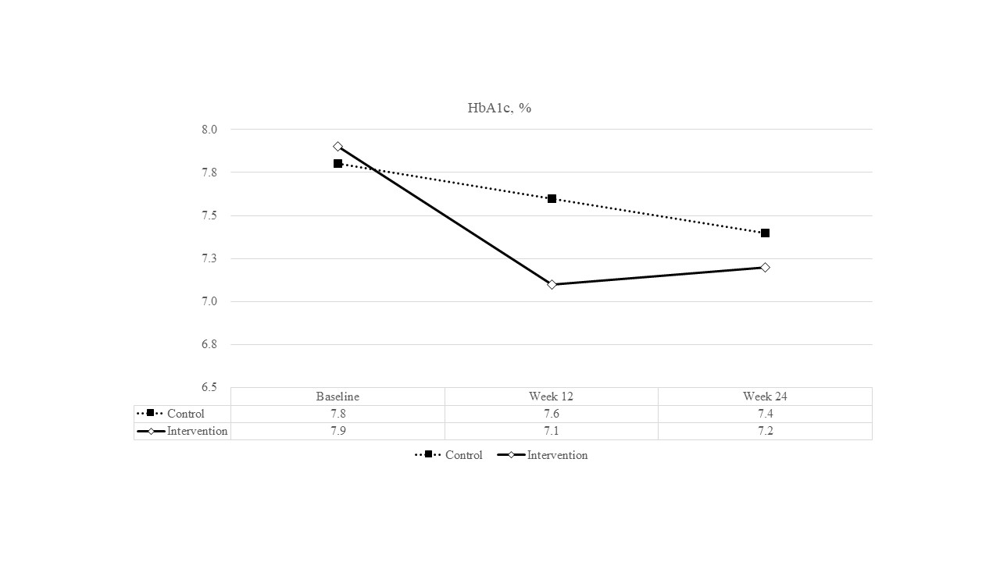 HbA1c, %
8.0
7.8
7.5
7.3
7.0
6.8
6.5
Baseline Week 12 Week 24
Control 7.8 7.6 7.4
Intervention 7.9 7.1 7.2
Control Intervention